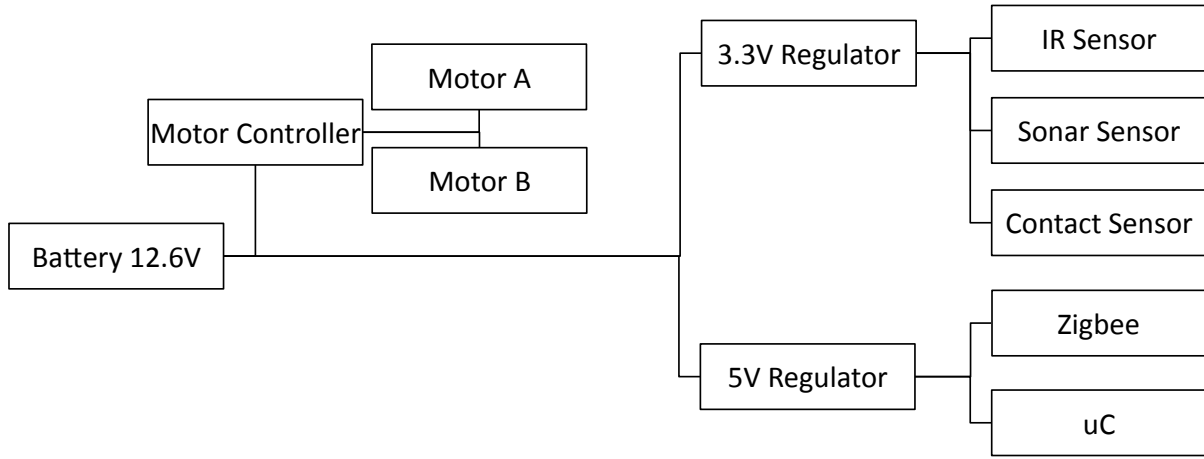 Battery 12.6V
Motor Controller
Motor A
Motor B
3.3V Regulator
IR Sensor
Sonar Sensor
Contact Sensor
5V Regulator
Zigbee
uC